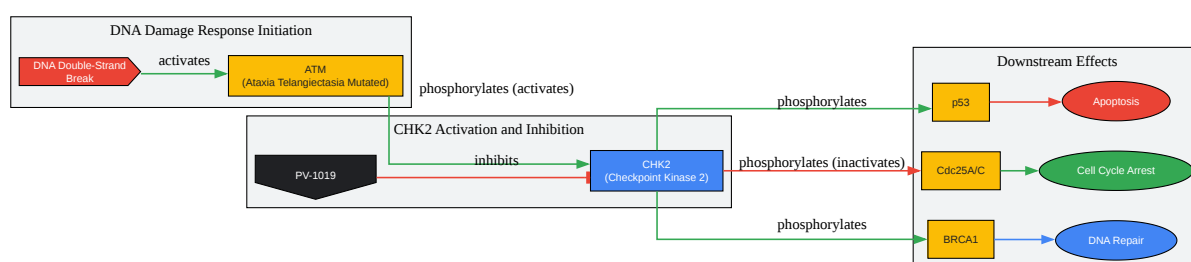 DNA Damage Response Initiation
DNA Double-Strand
Break
activates
ATM
(Ataxia Telangiectasia Mutated)
phosphorylates (activates)
CHK2 Activation and Inhibition
PV-1019
inhibits
CHK2
(Checkpoint Kinase 2)
phosphorylates
phosphorylates (inactivates)
phosphorylates
Downstream Effects
p53
Apoptosis
Cdc25A/C
Cell Cycle Arrest
BRCA1
DNA Repair